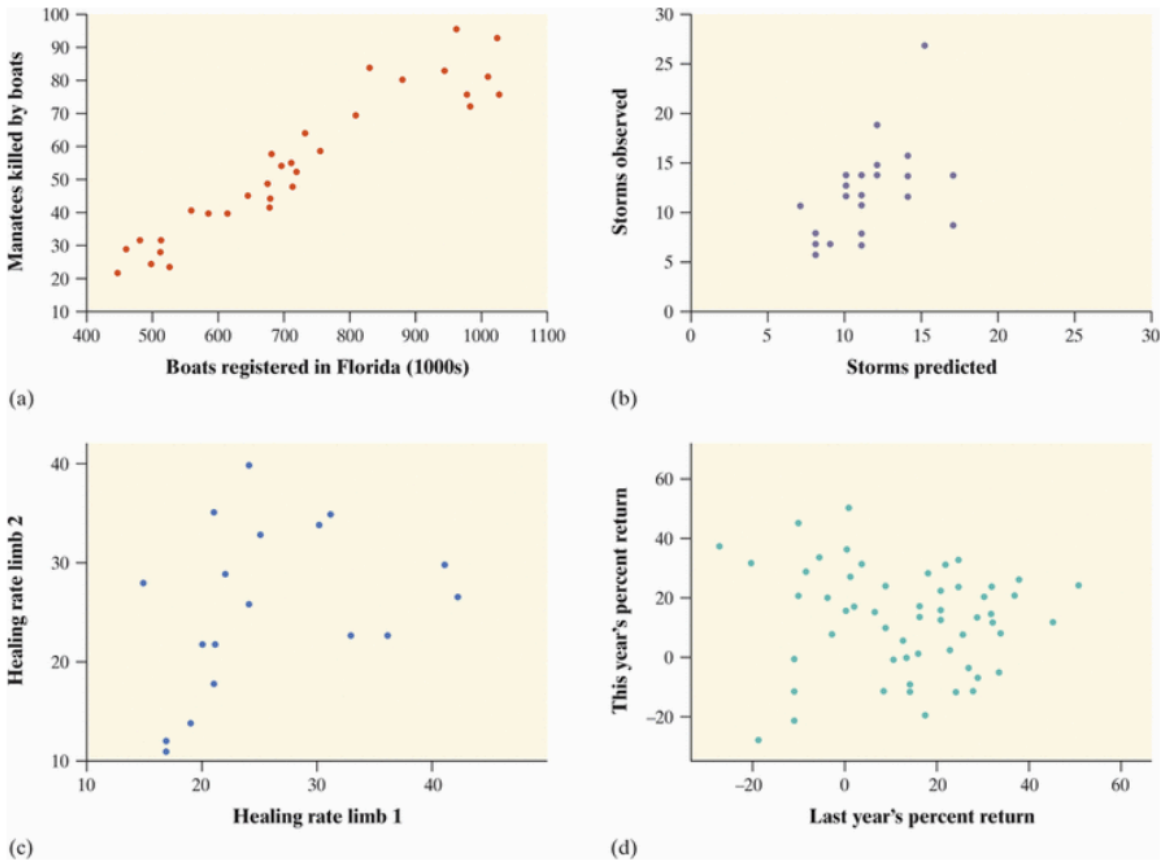 100
90
80
70
60
50
40
30
20
10
Manatees killed by boats
400 500 600 700 800 900 1000 1100
Boats registered in Florida (1000s)
(a)
30
25
20
15
10
5
0
Storms observed
0 5 10 15 20 25 30
Storms predicted
(b)
40
30
20
10
Healing rate limb 2
10 20 30 40
Healing rate limb 1
(c)
60
40
20
0
−20
This year's percent return
−20 0 20 40 60
Last year's percent return
(d)